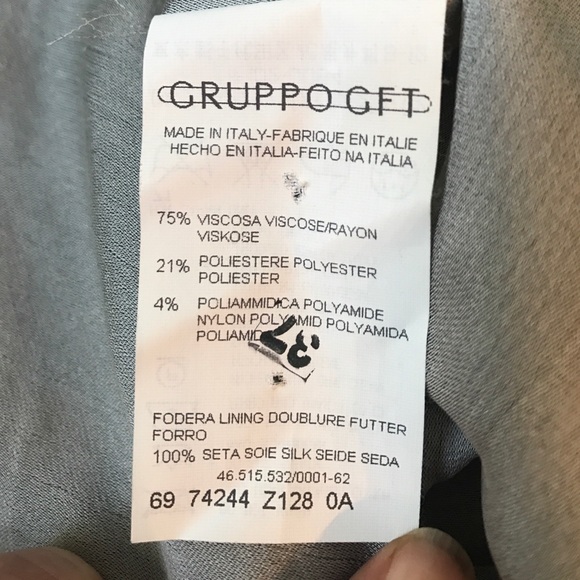 GRUPPO GFT
MADE IN ITALY-FABRIQUE EN ITALIE
HECHO EN ITALIA-FEITO NA ITALIA
75% VISCOSA VISCOSE/RAYON
VISKOSE
21% POLIESTERE POLYESTER
POLIESTER
4% POLIAMMIDICA POLYAMIDE
NYLON POLYAMID POLYAMIDA
POLIAMID
37
FODERA LINING DOUBLURE FUTTER
FORRO
100% SETA SOIE SILK SEIDE SEDA
46.515.532/0001-62
69 74244 Z128 0A